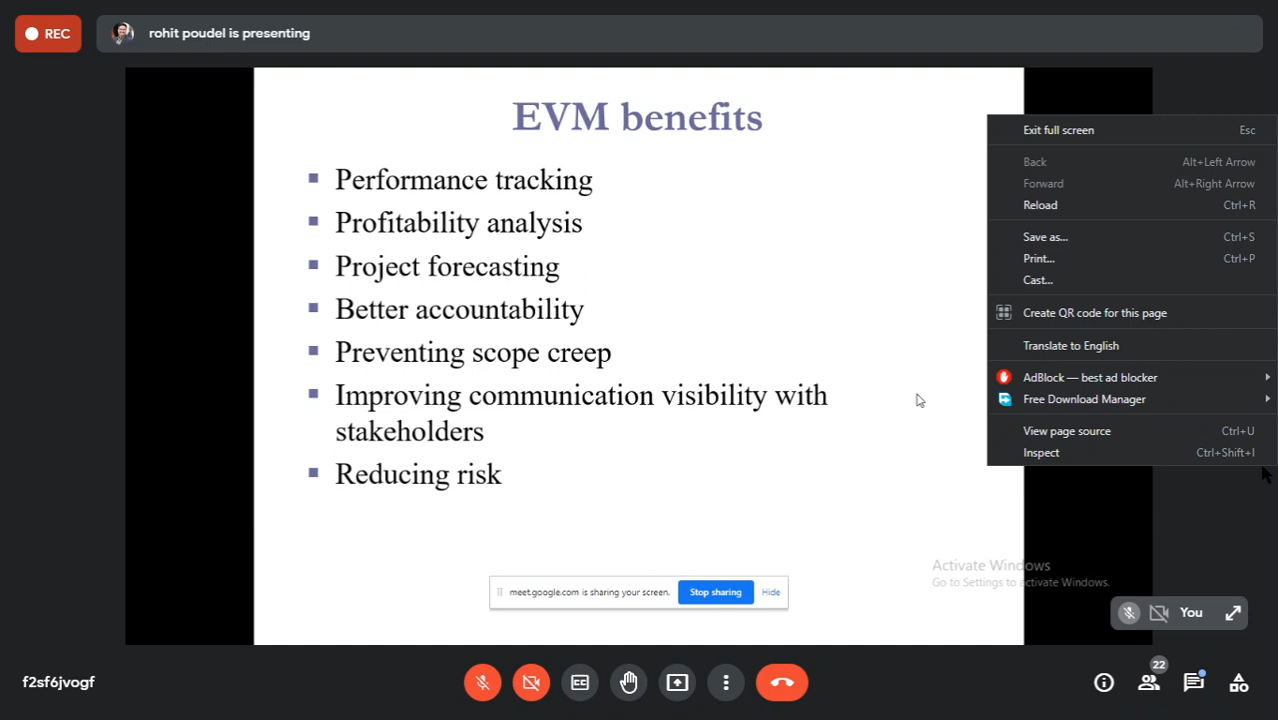 REC
rohit poudel is presenting
EVM benefits
Performance tracking
Profitability analysis
Project forecasting
Better accountability
Preventing scope creep
Improving communication visibility with
stakeholders
Reducing risk
Exit full screen Esc
Back Alt+Left Arrow
Forward Alt+Right Arrow
Reload Ctrl+R
Save as... Ctrl+S
Print... Ctrl+P
Cast...
Create QR code for this page
Translate to English
AdBlock — best ad blocker
Free Download Manager
View page source Ctrl+U
Inspect Ctrl+Shift+I
Activate Windows
Go to Settings to activate Windows.
meet.google.com is sharing your screen. Stop sharing Hide
You
f2sf6jvogf
CC
22